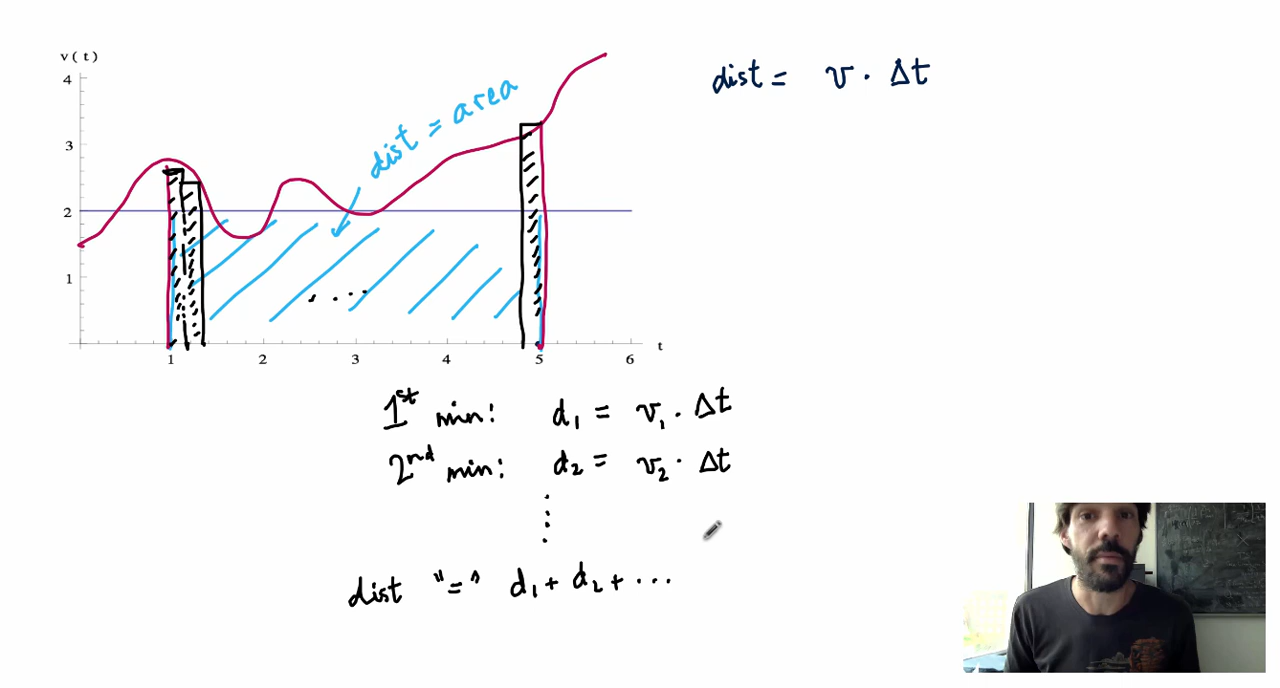 v(t)
4
3
2
1
1 2 3 4 5 6 t
dist = area
. . . .
dist = v · Δt
1st min: d1 = v1 · Δt
2nd min: d2 = v2 · Δt
⋮
dist "=" d1 + d2 + ...